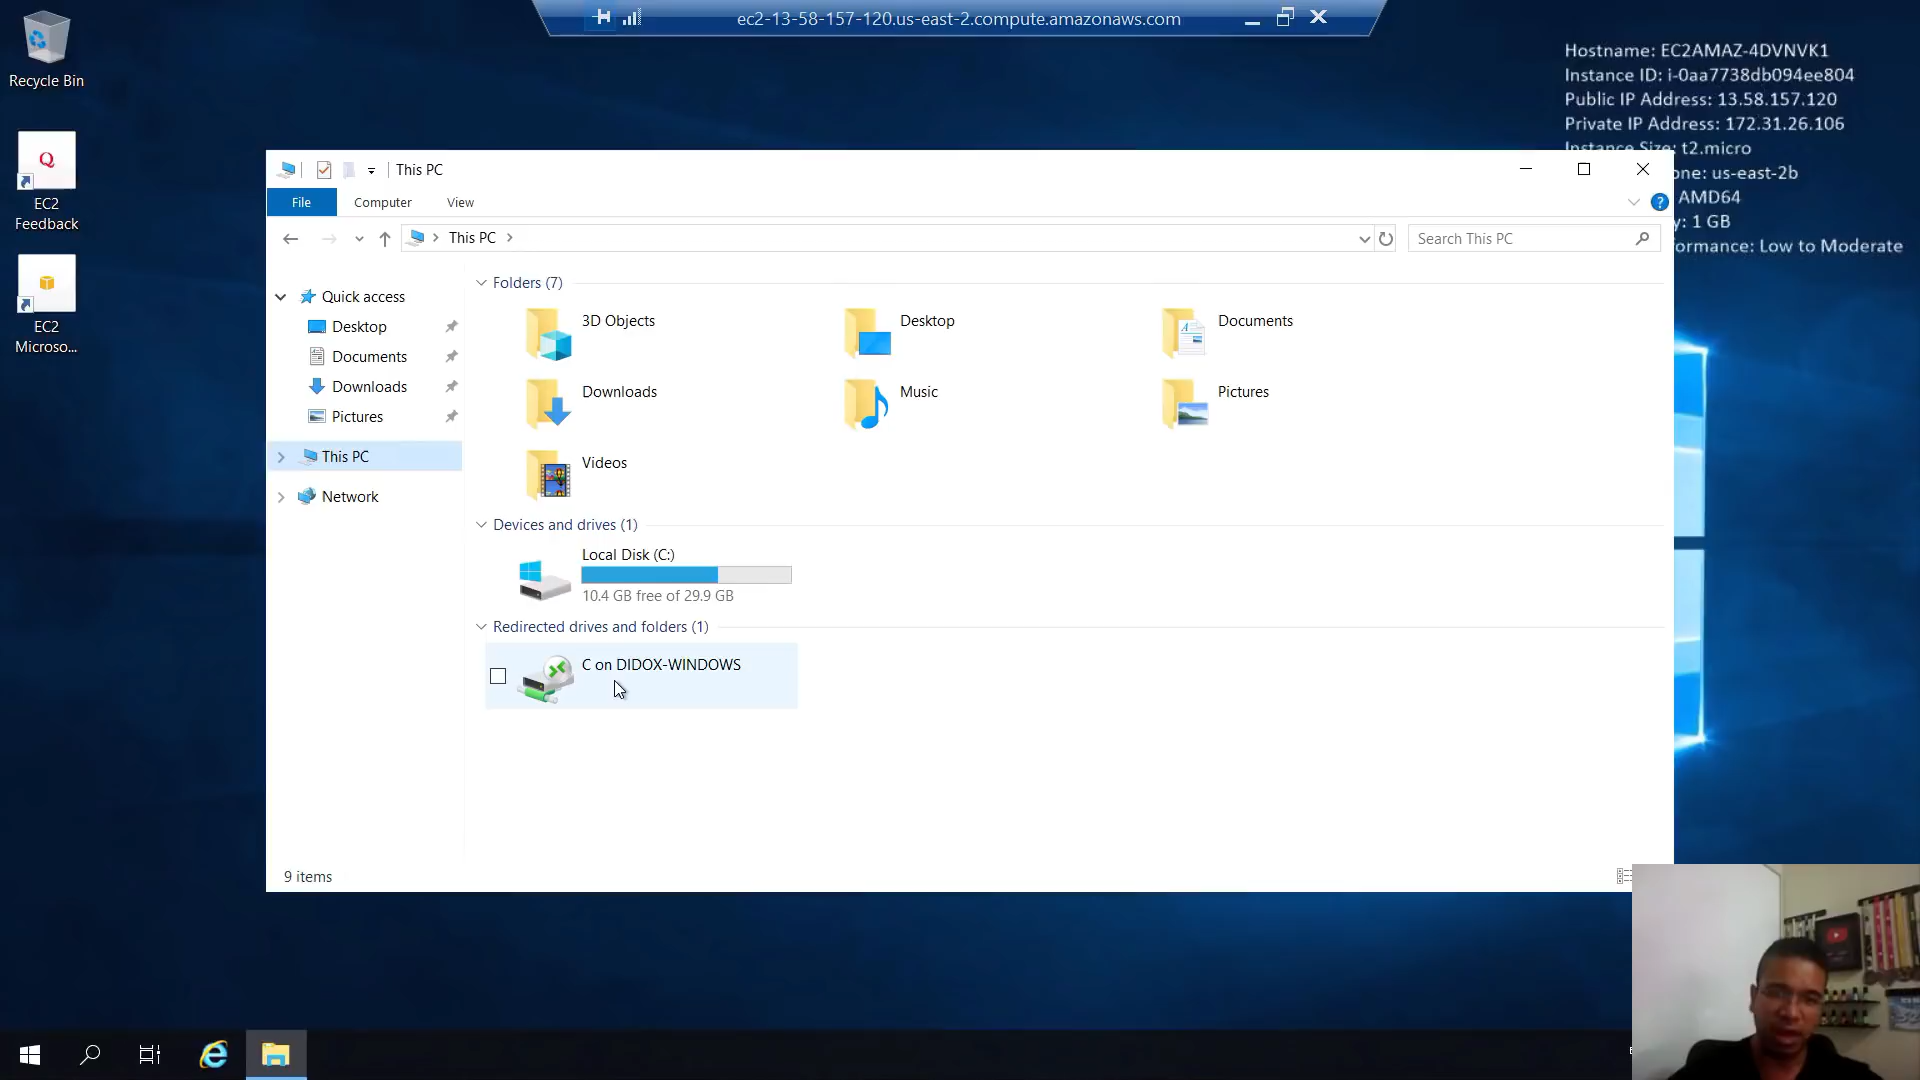 ec2-13-58-157-120.us-east-2.compute.amazonaws.com
Recycle Bin
Q
EC2
Feedback
EC2
Microso...
Hostname: EC2AMAZ-4DVNVK1
Instance ID: i-0aa7738db094ee804
Public IP Address: 13.58.157.120
Private IP Address: 172.31.26.106
Instance Size: t2.micro
one: us-east-2b
AMD64
y: 1 GB
ormance: Low to Moderate
This PC
File
Computer
View
?
This PC
Search This PC
Quick access
Desktop
Documents
Downloads
Pictures
This PC
Network
Folders (7)
3D Objects
Desktop
Documents
Downloads
Music
Pictures
Videos
Devices and drives (1)
Local Disk (C:)
10.4 GB free of 29.9 GB
Redirected drives and folders (1)
C on DIDOX-WINDOWS
9 items